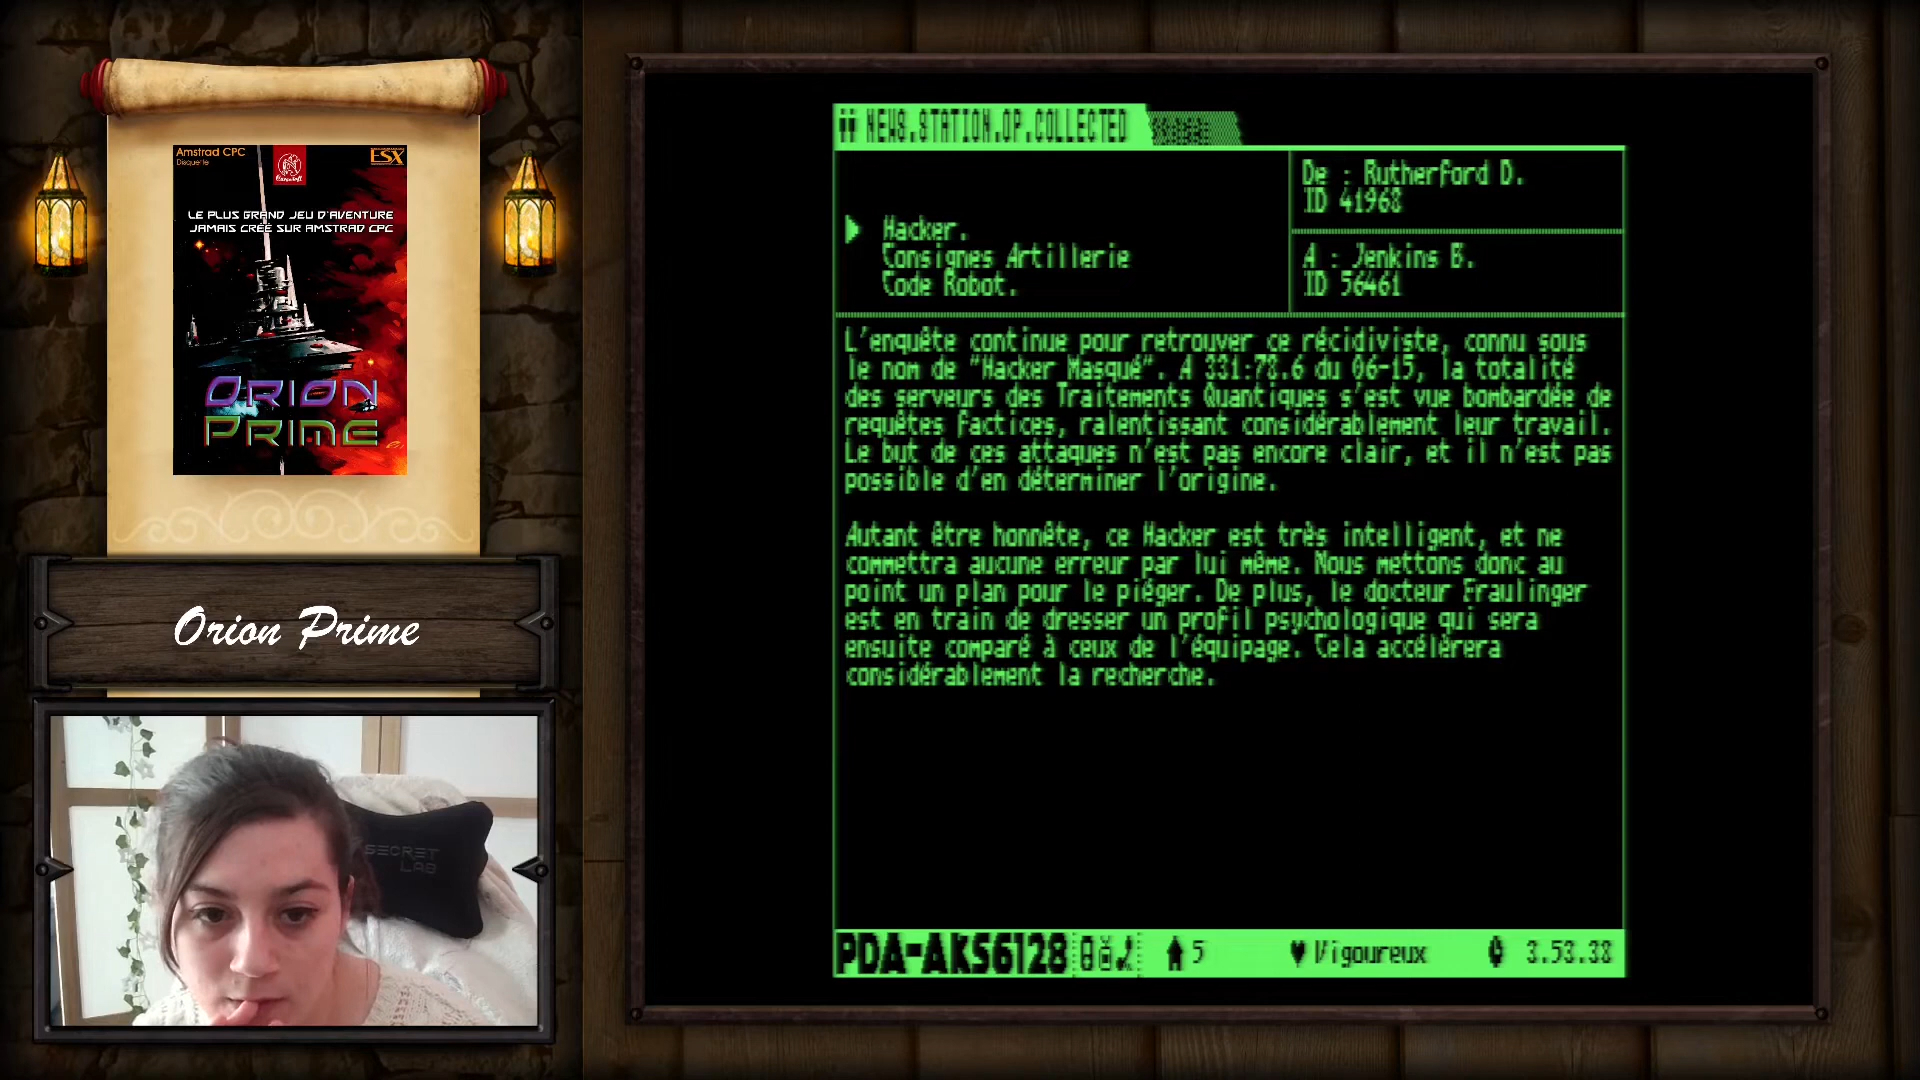 Amstrad CPC
Disquette
ESX
LE PLUS GRAND JEU D'AVENTURE
JAMAIS CRÉÉ SUR AMSTRAD CPC
ORION
PRIME
Orion Prime
SECRET
LAB
NEWS.STATION.OP.COLLECTED
Hacker.
Consignes Artillerie
Code Robot.
De : Rutherford D.
ID 41968
A : Jenkins B.
ID 56461
L'enquête continue pour retrouver ce récidiviste, connu sous
le nom de "Hacker Masqué". A 331:78.6 du 06-15, la totalité
des serveurs des Traitements Quantiques s'est vue bombardée de
requêtes factices, ralentissant considérablement leur travail.
Le but de ces attaques n'est pas encore clair, et il n'est pas
possible d'en déterminer l'origine.
Autant être honnête, ce Hacker est très intelligent, et ne
commettra aucune erreur par lui même. Nous mettons donc au
point un plan pour le piéger. De plus, le docteur Fraulinger
est en train de dresser un profil psychologique qui sera
ensuite comparé à ceux de l'équipage. Cela accélèrera
considérablement la recherche.
PDA-AKS6128
5
Vigoureux
3.53.38